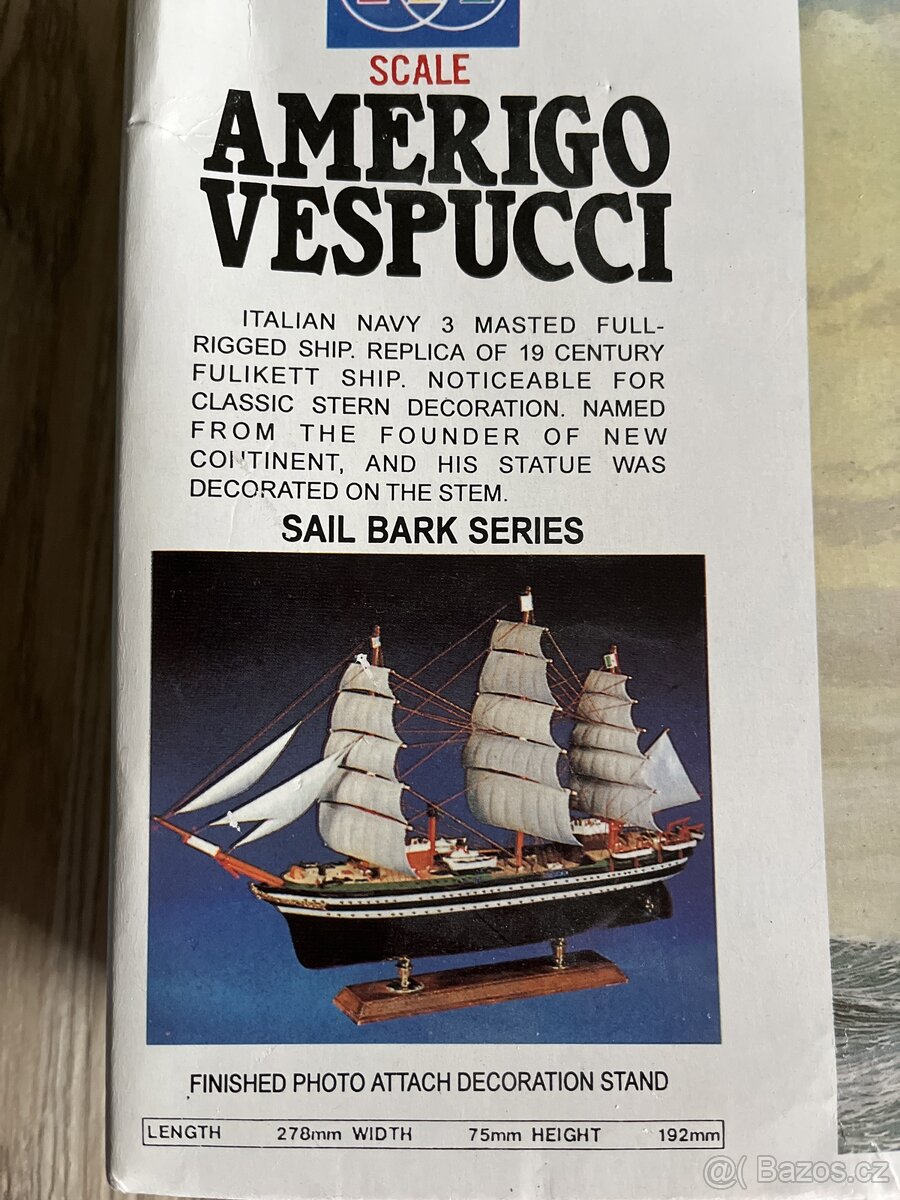 SCALE
AMERIGO
VESPUCCI
ITALIAN NAVY 3 MASTED FULL-
RIGGED SHIP. REPLICA OF 19 CENTURY
FULIKETT SHIP. NOTICEABLE FOR
CLASSIC STERN DECORATION. NAMED
FROM THE FOUNDER OF NEW
CONTINENT, AND HIS STATUE WAS
DECORATED ON THE STEM.
SAIL BARK SERIES
FINISHED PHOTO ATTACH DECORATION STAND
LENGTH 278mm WIDTH 75mm HEIGHT 192mm
@( Bazos.cz